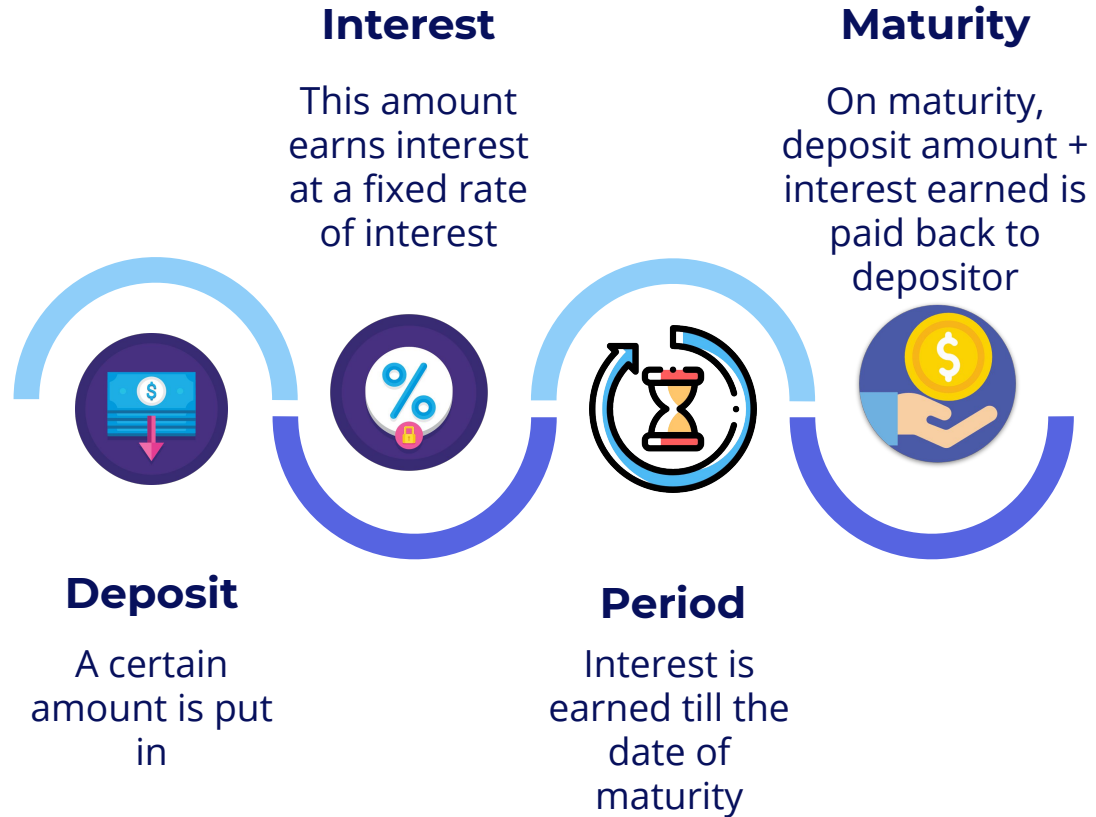 Interest
This amount
earns interest
at a fixed rate
of interest
Maturity
On maturity,
deposit amount +
interest earned is
paid back to
depositor
$
%
$
Deposit
A certain
amount is put
in
Period
Interest is
earned till the
date of
maturity